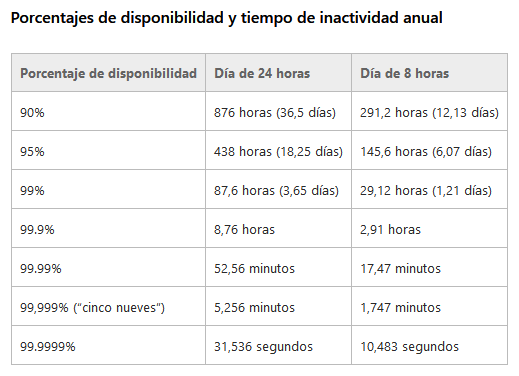 Porcentajes de disponibilidad y tiempo de inactividad anual
Porcentaje de disponibilidad Día de 24 horas Día de 8 horas
90% 876 horas (36,5 días) 291,2 horas (12,13 días)
95% 438 horas (18,25 días) 145,6 horas (6,07 días)
99% 87,6 horas (3,65 días) 29,12 horas (1,21 días)
99.9% 8,76 horas 2,91 horas
99.99% 52,56 minutos 17,47 minutos
99,999% (“cinco nueves”) 5,256 minutos 1,747 minutos
99.9999% 31,536 segundos 10,483 segundos